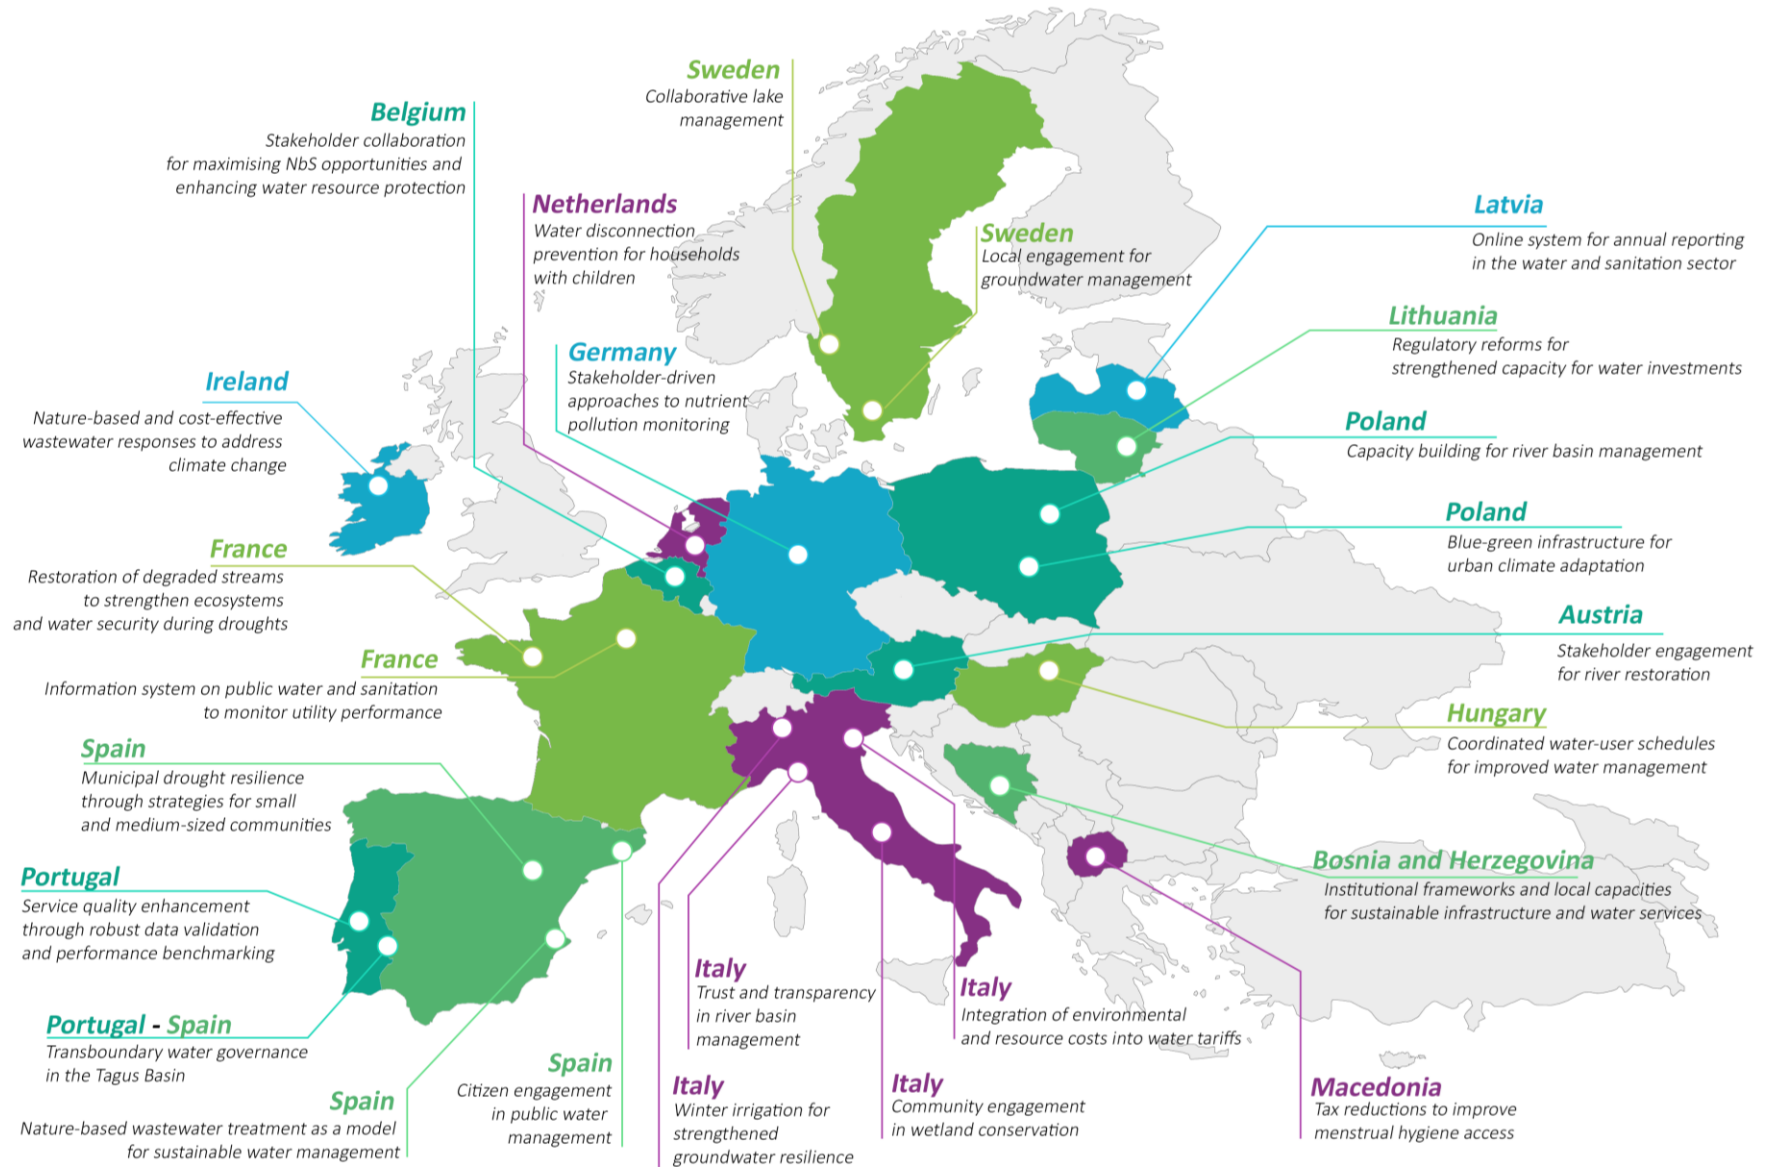 Sweden
Collaborative lake
management
Belgium
Stakeholder collaboration
for maximising NbS opportunities and
enhancing water resource protection
Netherlands
Water disconnection
prevention for households
with children
Sweden
Local engagement for
groundwater management
Latvia
Online system for annual reporting
in the water and sanitation sector
Lithuania
Regulatory reforms for
strengthened capacity for water investments
Germany
Stakeholder-driven
approaches to nutrient
pollution monitoring
Ireland
Nature-based and cost-effective
wastewater responses to address
climate change
Poland
Capacity building for river basin management
Poland
Blue-green infrastructure for
urban climate adaptation
France
Restoration of degraded streams
to strengthen ecosystems
and water security during droughts
Austria
Stakeholder engagement
for river restoration
France
Information system on public water and sanitation
to monitor utility performance
Hungary
Coordinated water-user schedules
for improved water management
Spain
Municipal drought resilience
through strategies for small
and medium-sized communities
Bosnia and Herzegovina
Institutional frameworks and local capacities
for sustainable infrastructure and water services
Portugal
Service quality enhancement
through robust data validation
and performance benchmarking
Italy
Trust and transparency
in river basin
management
Italy
Integration of environmental
and resource costs into water tariffs
Portugal - Spain
Transboundary water governance
in the Tagus Basin
Spain
Citizen engagement
in public water
management
Italy
Winter irrigation for
strengthened
groundwater resilience
Italy
Community engagement
in wetland conservation
Macedonia
Tax reductions to improve
menstrual hygiene access
Spain
Nature-based wastewater treatment as a model
for sustainable water management